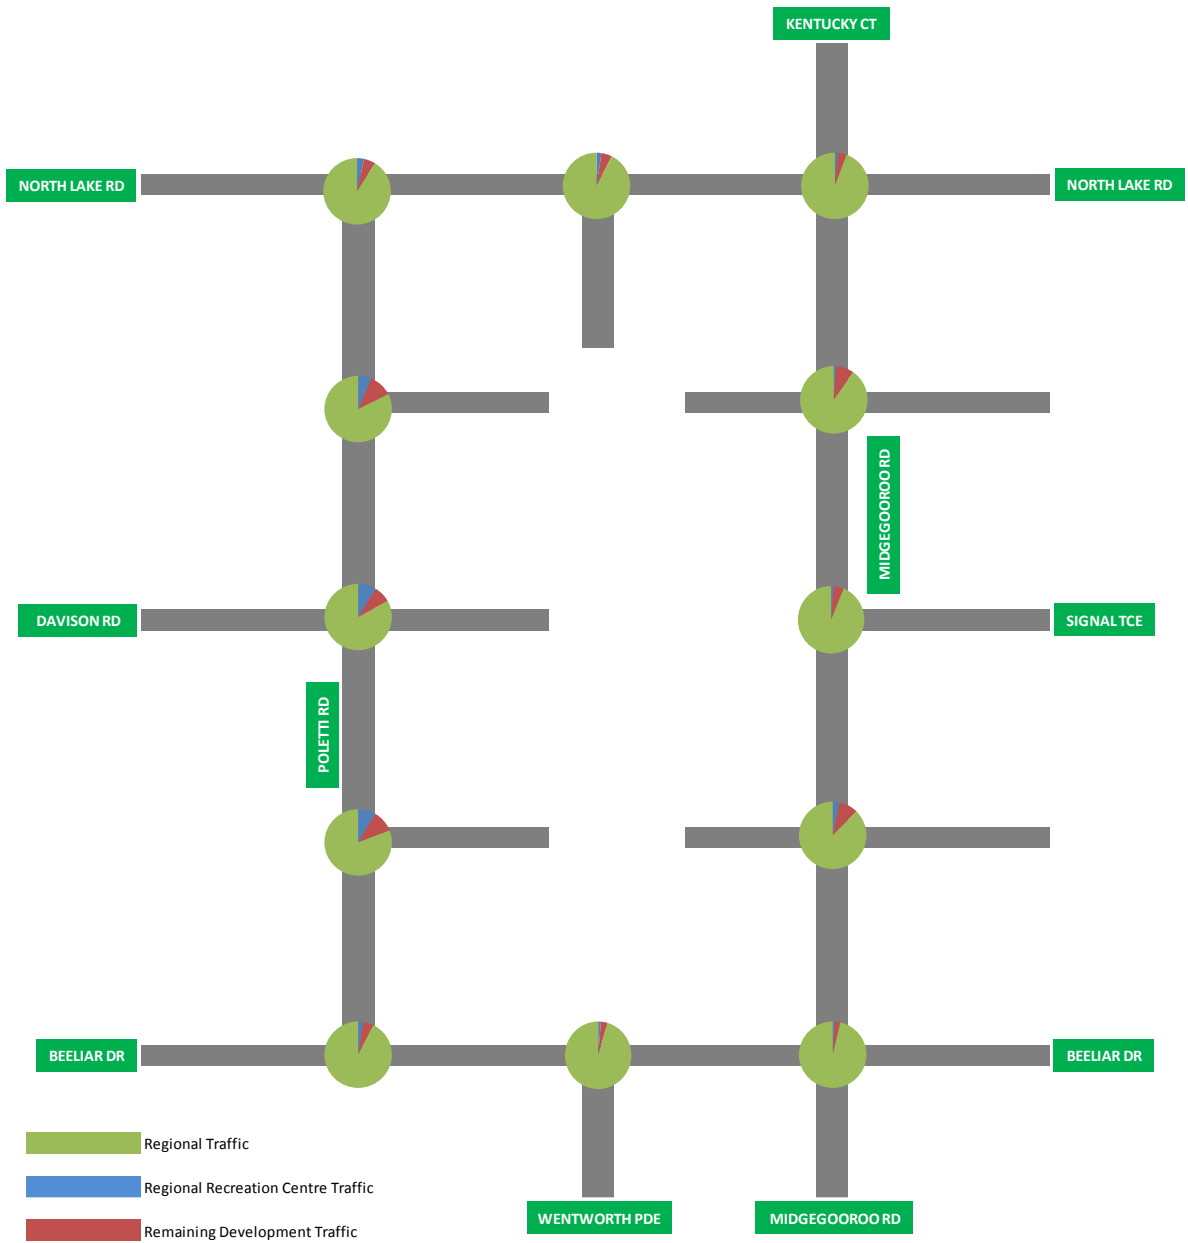 KENTUCKY CT
NORTH LAKE RD
NORTH LAKE RD
MIDGEGOOROO RD
DAVISON RD
SIGNAL TCE
POLETTI RD
BEELIAR DR
BEELIAR DR
Regional Traffic
Regional Recreation Centre Traffic
WENTWORTH PDE
MIDGEGOOROO RD
Remaining Development Traffic